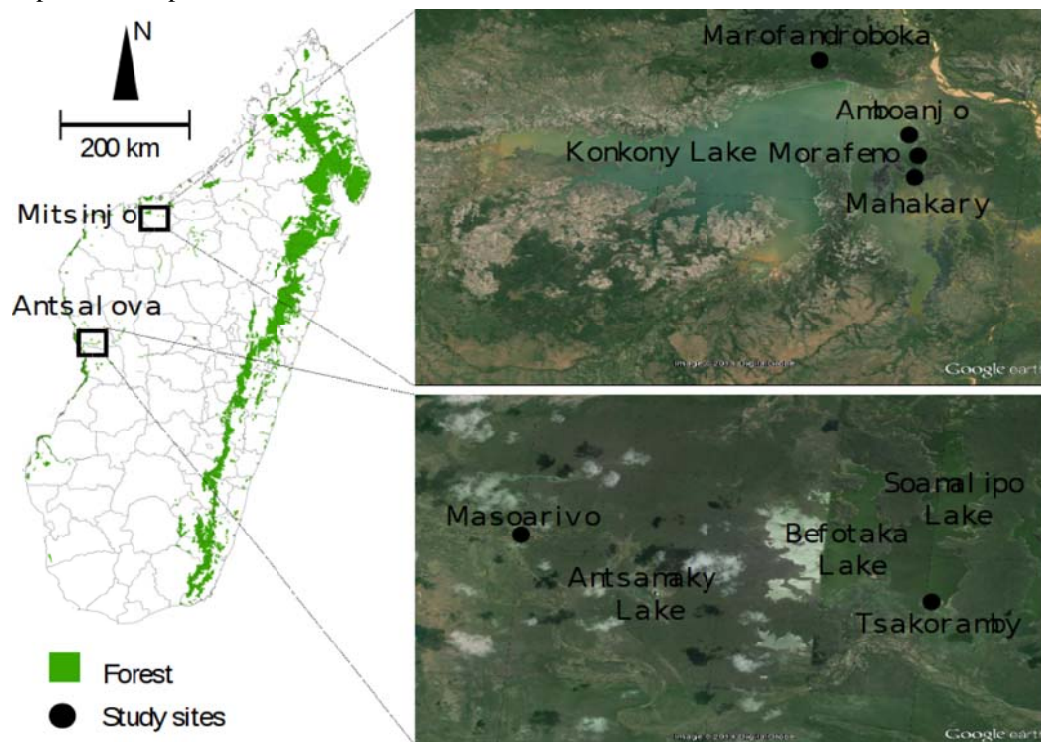 N
200 km
Mitsinjo
Antsalova
Forest
Study sites
Marofandroboka
Amboanjo
Konkony Lake
Morafeno
Mahakary
Google earth
Soamalipo
Lake
Masoarivo
Befotaka
Lake
Antsamaky
Lake
Tsakoramby
Google earth